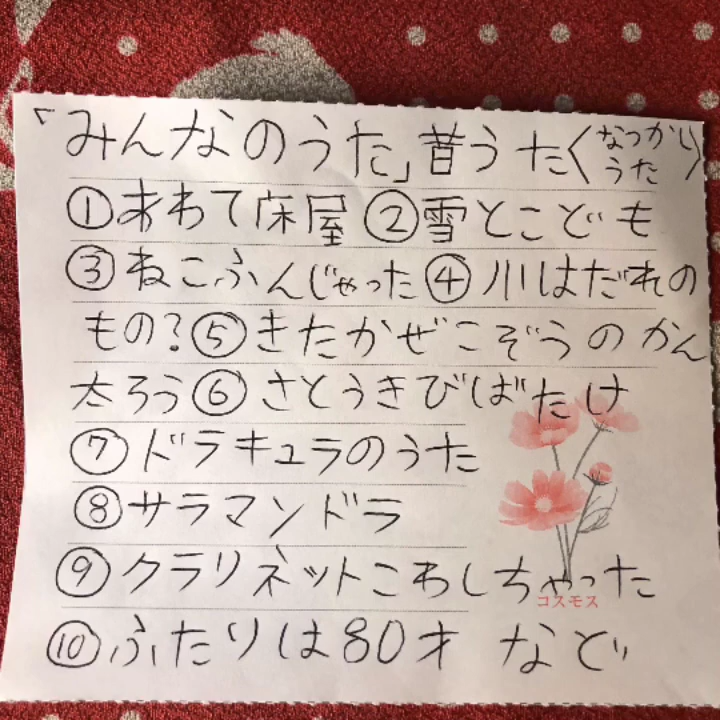 「みんなのうた」昔うた〈なつかしうた〉
①あわて床屋②雪とこども
③ねこふんじゃった④川はだれの
もの?⑤きたかぜこぞうのかん
太ろう⑥さとうきびばたけ
⑦ドラキュラのうた
⑧サラマンドラ
⑨クラリネットこわしちゃった
コスモス
⑩ふたりは80才 など